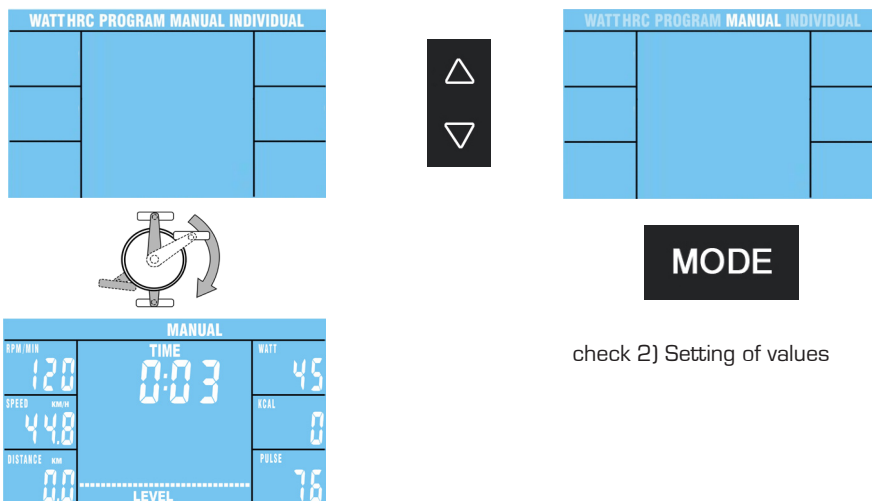 WATT HRC PROGRAM MANUAL INDIVIDUAL
WATT HRC PROGRAM MANUAL INDIVIDUAL
MODE
check 2) Setting of values
MANUAL
RPM/MIN
120
TIME
0:03
WATT
45
SPEED KM/H
44.8
KCAL
0
DISTANCE KM
0.0
LEVEL
PULSE
76